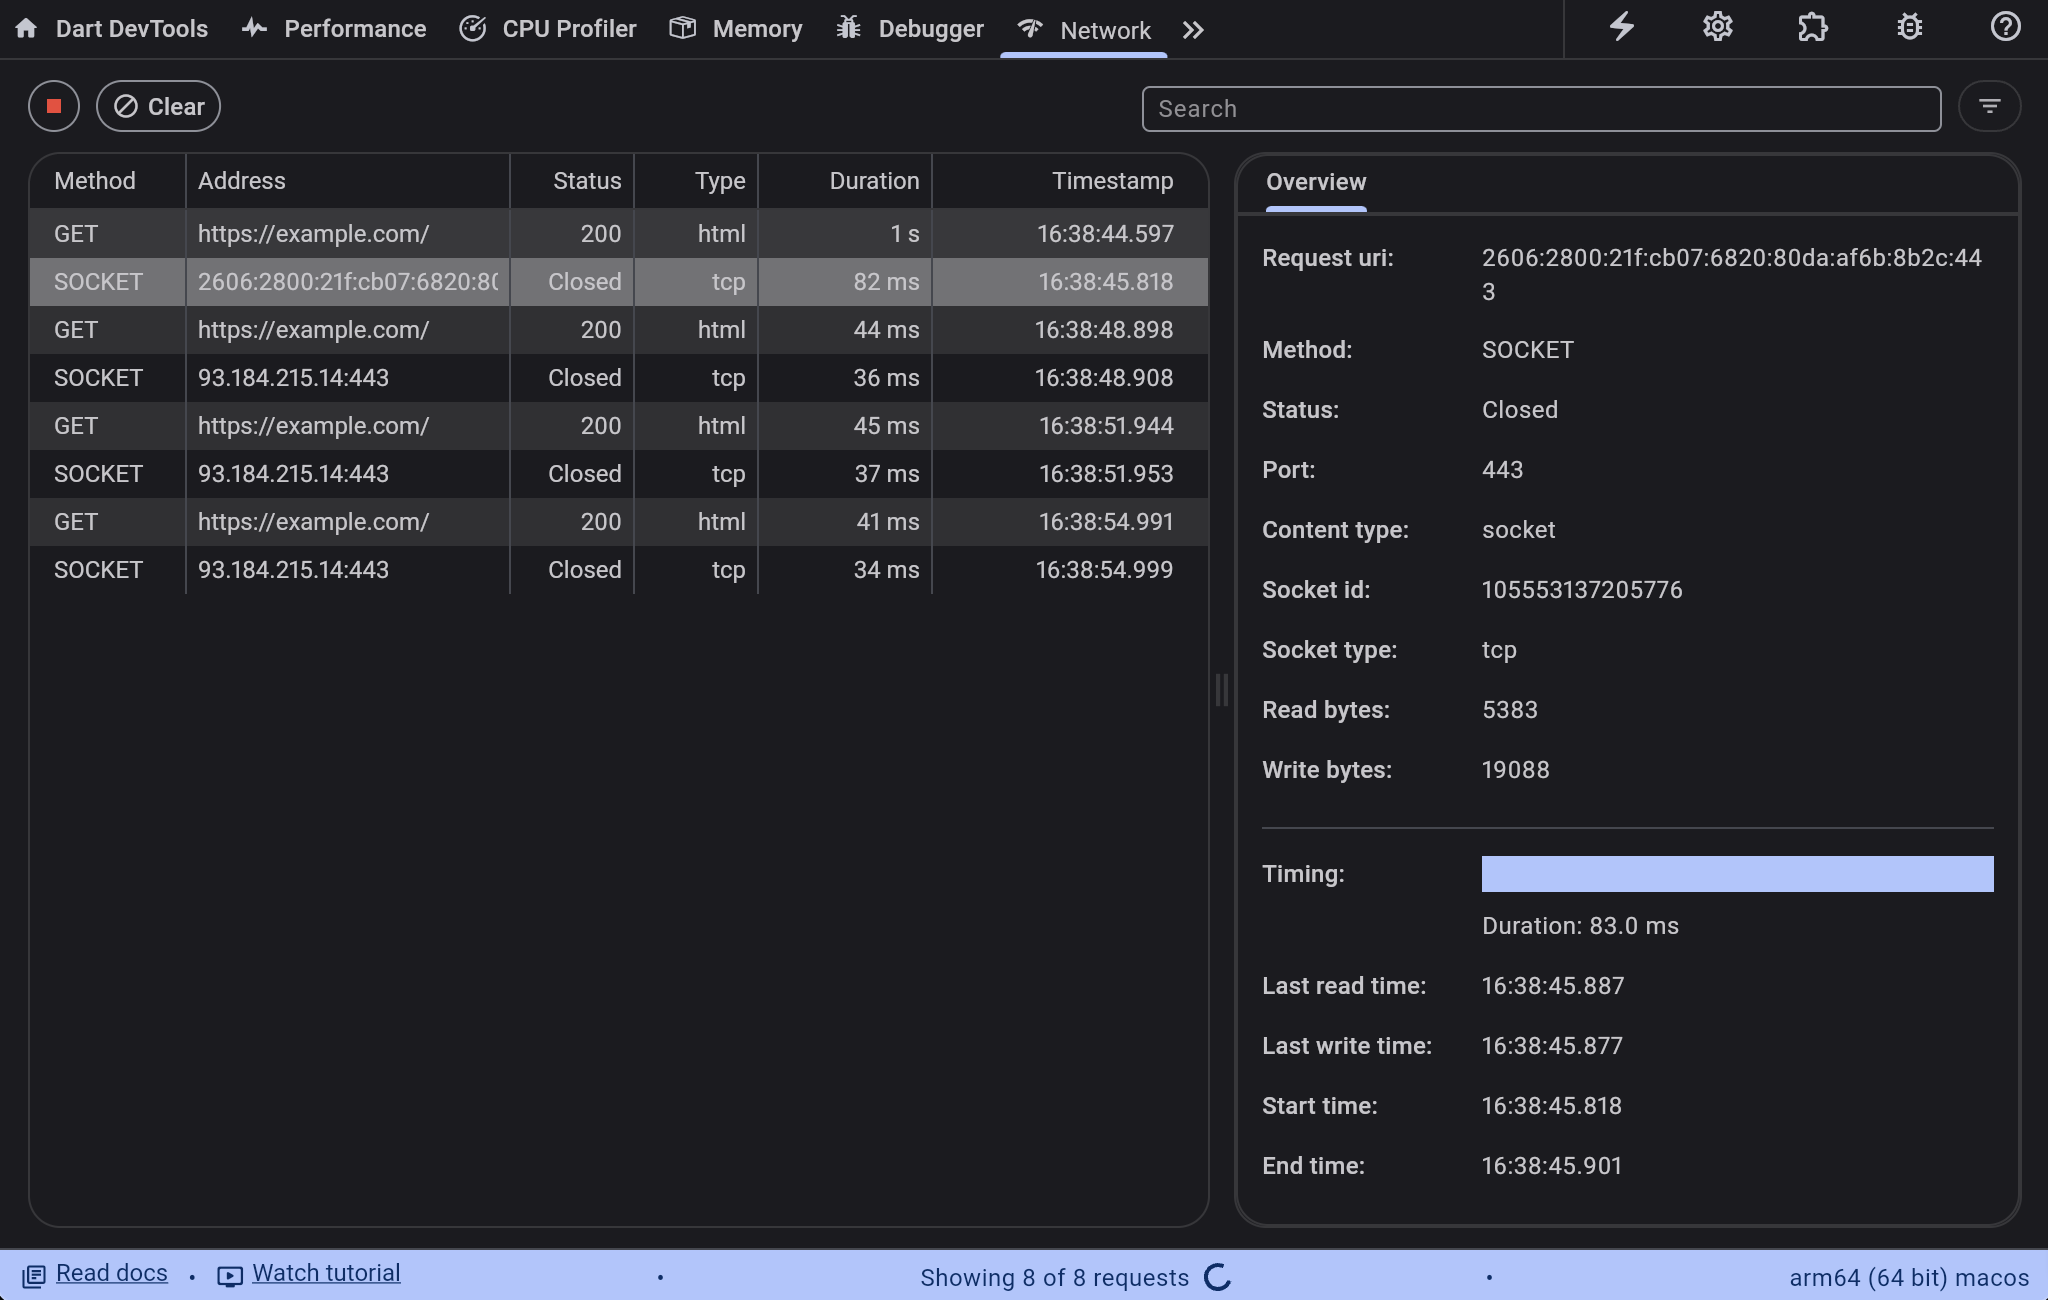 Dart DevTools Performance CPU Profiler Memory Debugger Network
Clear Search
Method Address Status Type Duration Timestamp
GET https://example.com/ 200 html 1 s 16:38:44.597
SOCKET 2606:2800:21f:cb07:6820:80 Closed tcp 82 ms 16:38:45.818
GET https://example.com/ 200 html 44 ms 16:38:48.898
SOCKET 93.184.215.14:443 Closed tcp 36 ms 16:38:48.908
GET https://example.com/ 200 html 45 ms 16:38:51.944
SOCKET 93.184.215.14:443 Closed tcp 37 ms 16:38:51.953
GET https://example.com/ 200 html 41 ms 16:38:54.991
SOCKET 93.184.215.14:443 Closed tcp 34 ms 16:38:54.999
Overview
Request uri: 2606:2800:21f:cb07:6820:80da:af6b:8b2c:44
3
Method: SOCKET
Status: Closed
Port: 443
Content type: socket
Socket id: 105553137205776
Socket type: tcp
Read bytes: 5383
Write bytes: 19088
Timing:
Duration: 83.0 ms
Last read time: 16:38:45.887
Last write time: 16:38:45.877
Start time: 16:38:45.818
End time: 16:38:45.901
Read docs • Watch tutorial • Showing 8 of 8 requests • arm64 (64 bit) macos